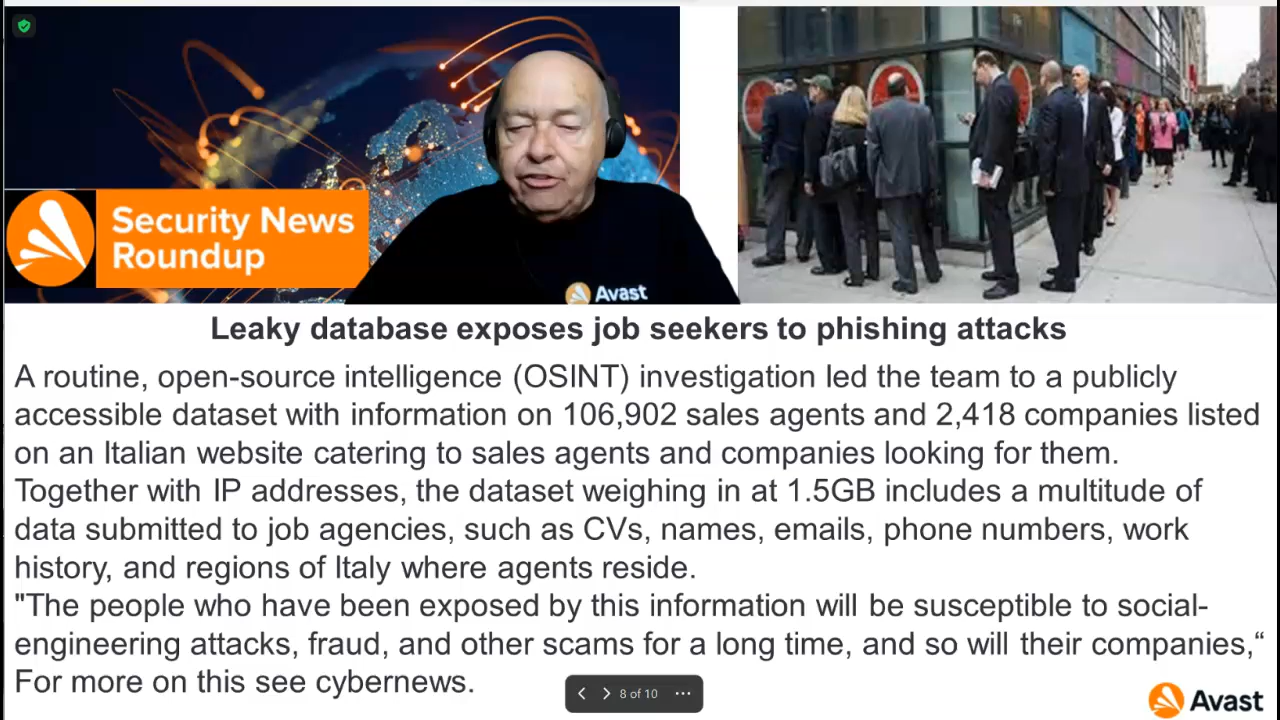 Security News
Roundup
Avast
Leaky database exposes job seekers to phishing attacks
A routine, open-source intelligence (OSINT) investigation led the team to a publicly
accessible dataset with information on 106,902 sales agents and 2,418 companies listed
on an Italian website catering to sales agents and companies looking for them.
Together with IP addresses, the dataset weighing in at 1.5GB includes a multitude of
data submitted to job agencies, such as CVs, names, emails, phone numbers, work
history, and regions of Italy where agents reside.
"The people who have been exposed by this information will be susceptible to social-
engineering attacks, fraud, and other scams for a long time, and so will their companies,“
For more on this see cybernews.
8 of 10
Avast